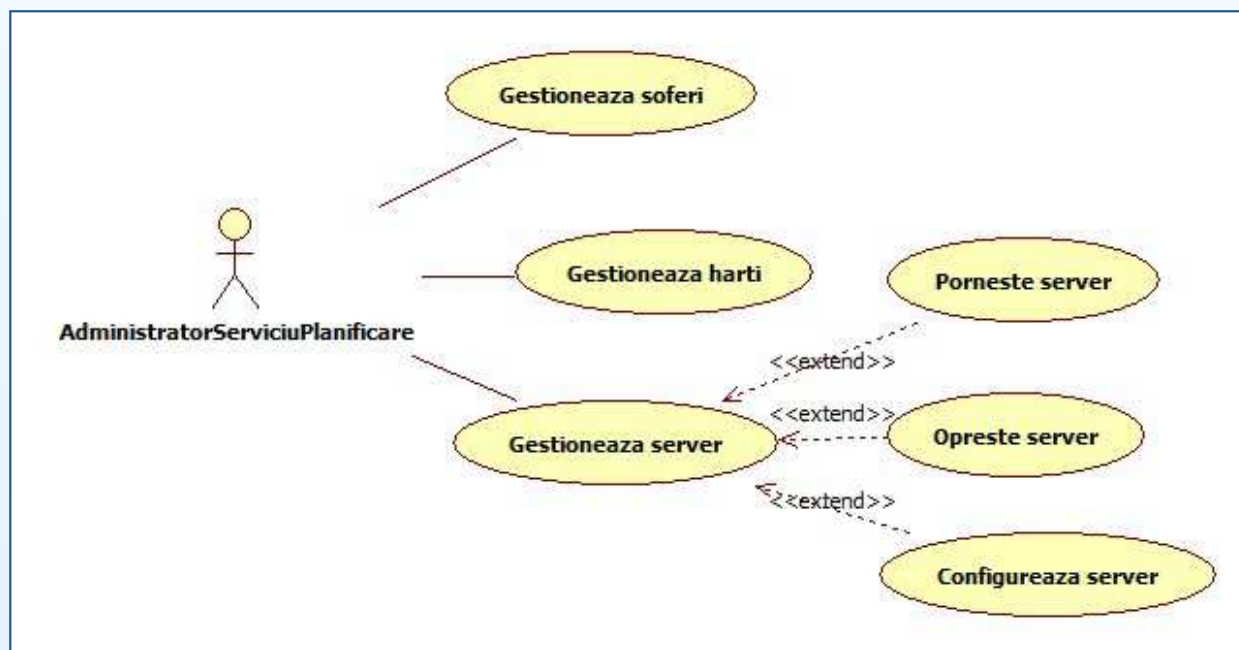 Gestioneaza soferi
Gestioneaza harti
Porneste server
AdministratorServiciuPlanificare
<<extend>>
<<extend>>
Gestioneaza server
Opreste server
<<extend>>
Configureaza server